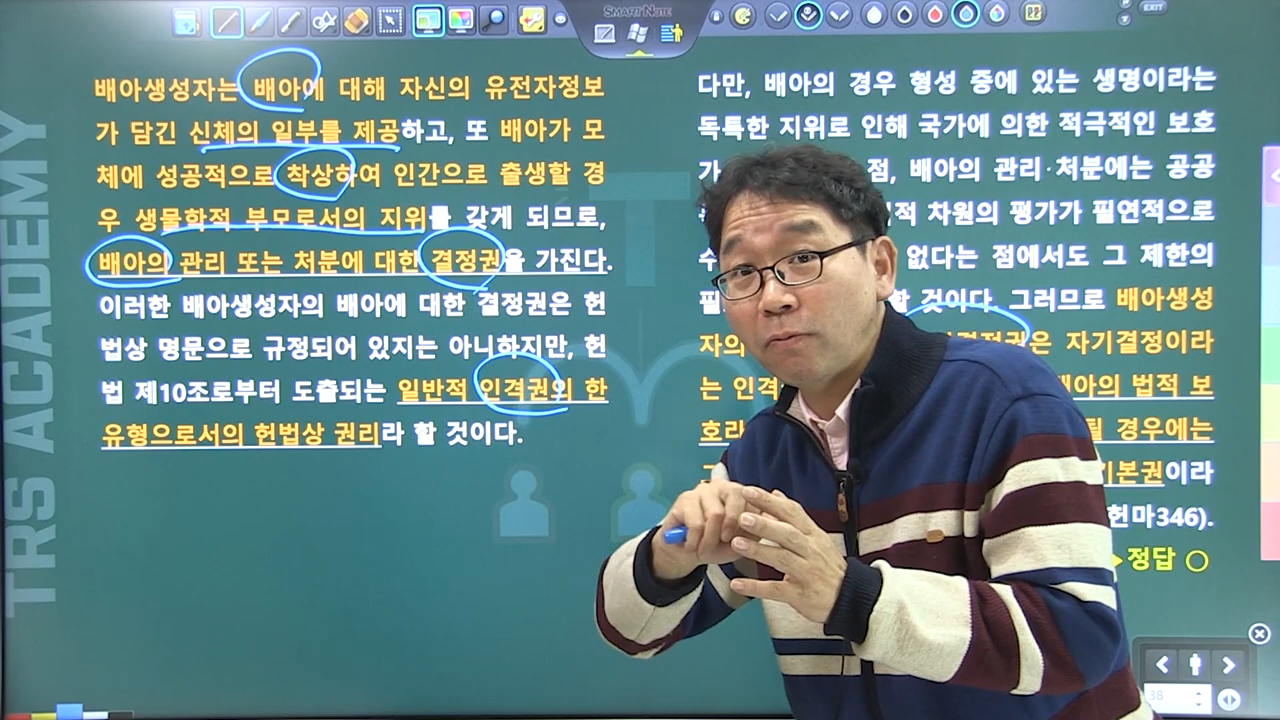 SMART NOTE
EXIT
TRS ACADEMY
배아생성자는 배아에 대해 자신의 유전자정보
가 담긴 신체의 일부를 제공하고, 또 배아가 모
체에 성공적으로 착상하여 인간으로 출생할 경
우 생물학적 부모로서의 지위를 갖게 되므로,
배아의 관리 또는 처분에 대한 결정권을 가진다.
이러한 배아생성자의 배아에 대한 결정권은 헌
법상 명문으로 규정되어 있지는 아니하지만, 헌
법 제10조로부터 도출되는 일반적 인격권의 한
유형으로서의 헌법상 권리라 할 것이다.
다만, 배아의 경우 형성 중에 있는 생명이라는
독특한 지위로 인해 국가에 의한 적극적인 보호
가 점, 배아의 관리·처분에는 공공
적 차원의 평가가 필연적으로
수 없다는 점에서도 그 제한의
필 할 것이다. 그러므로 배아생성
자의 결정권은 자기결정이라
는 인격 배아의 법적 보
호라 될 경우에는
기본권이라
헌마346).
▶정답 ○
38